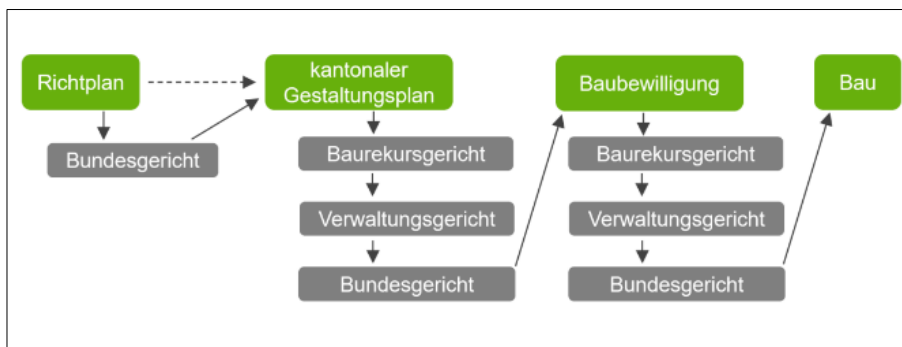 Richtplan
kantonaler
Gestaltungsplan
Baubewilligung
Bau
Bundesgericht
Baurekursgericht
Baurekursgericht
Verwaltungsgericht
Verwaltungsgericht
Bundesgericht
Bundesgericht